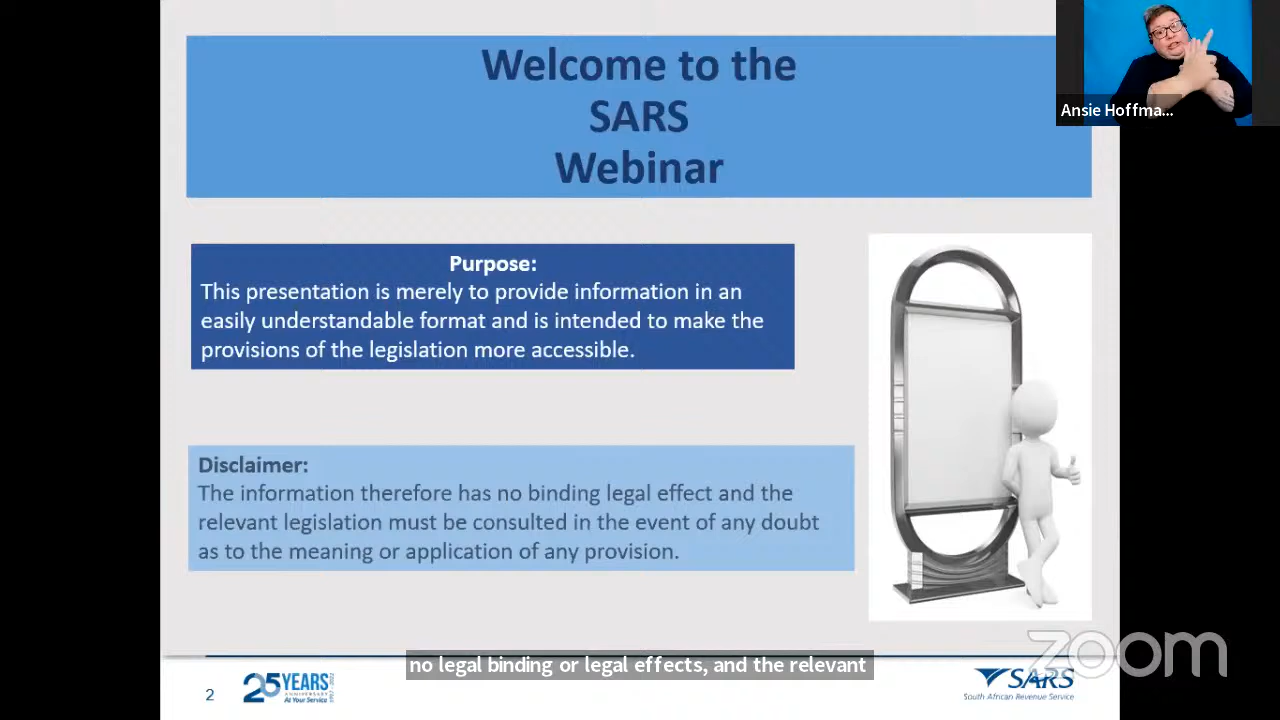 Welcome to the
SARS
Webinar
Ansie Hoffma...
Purpose:
This presentation is merely to provide information in an
easily understandable format and is intended to make the
provisions of the legislation more accessible.
Disclaimer:
The information therefore has no binding legal effect and the
relevant legislation must be consulted in the event of any doubt
as to the meaning or application of any provision.
no legal binding or legal effects, and the relevant
2
25 YEARS
ANNIVERSARY
At Your Service
SARS
South African Revenue Service
zoom